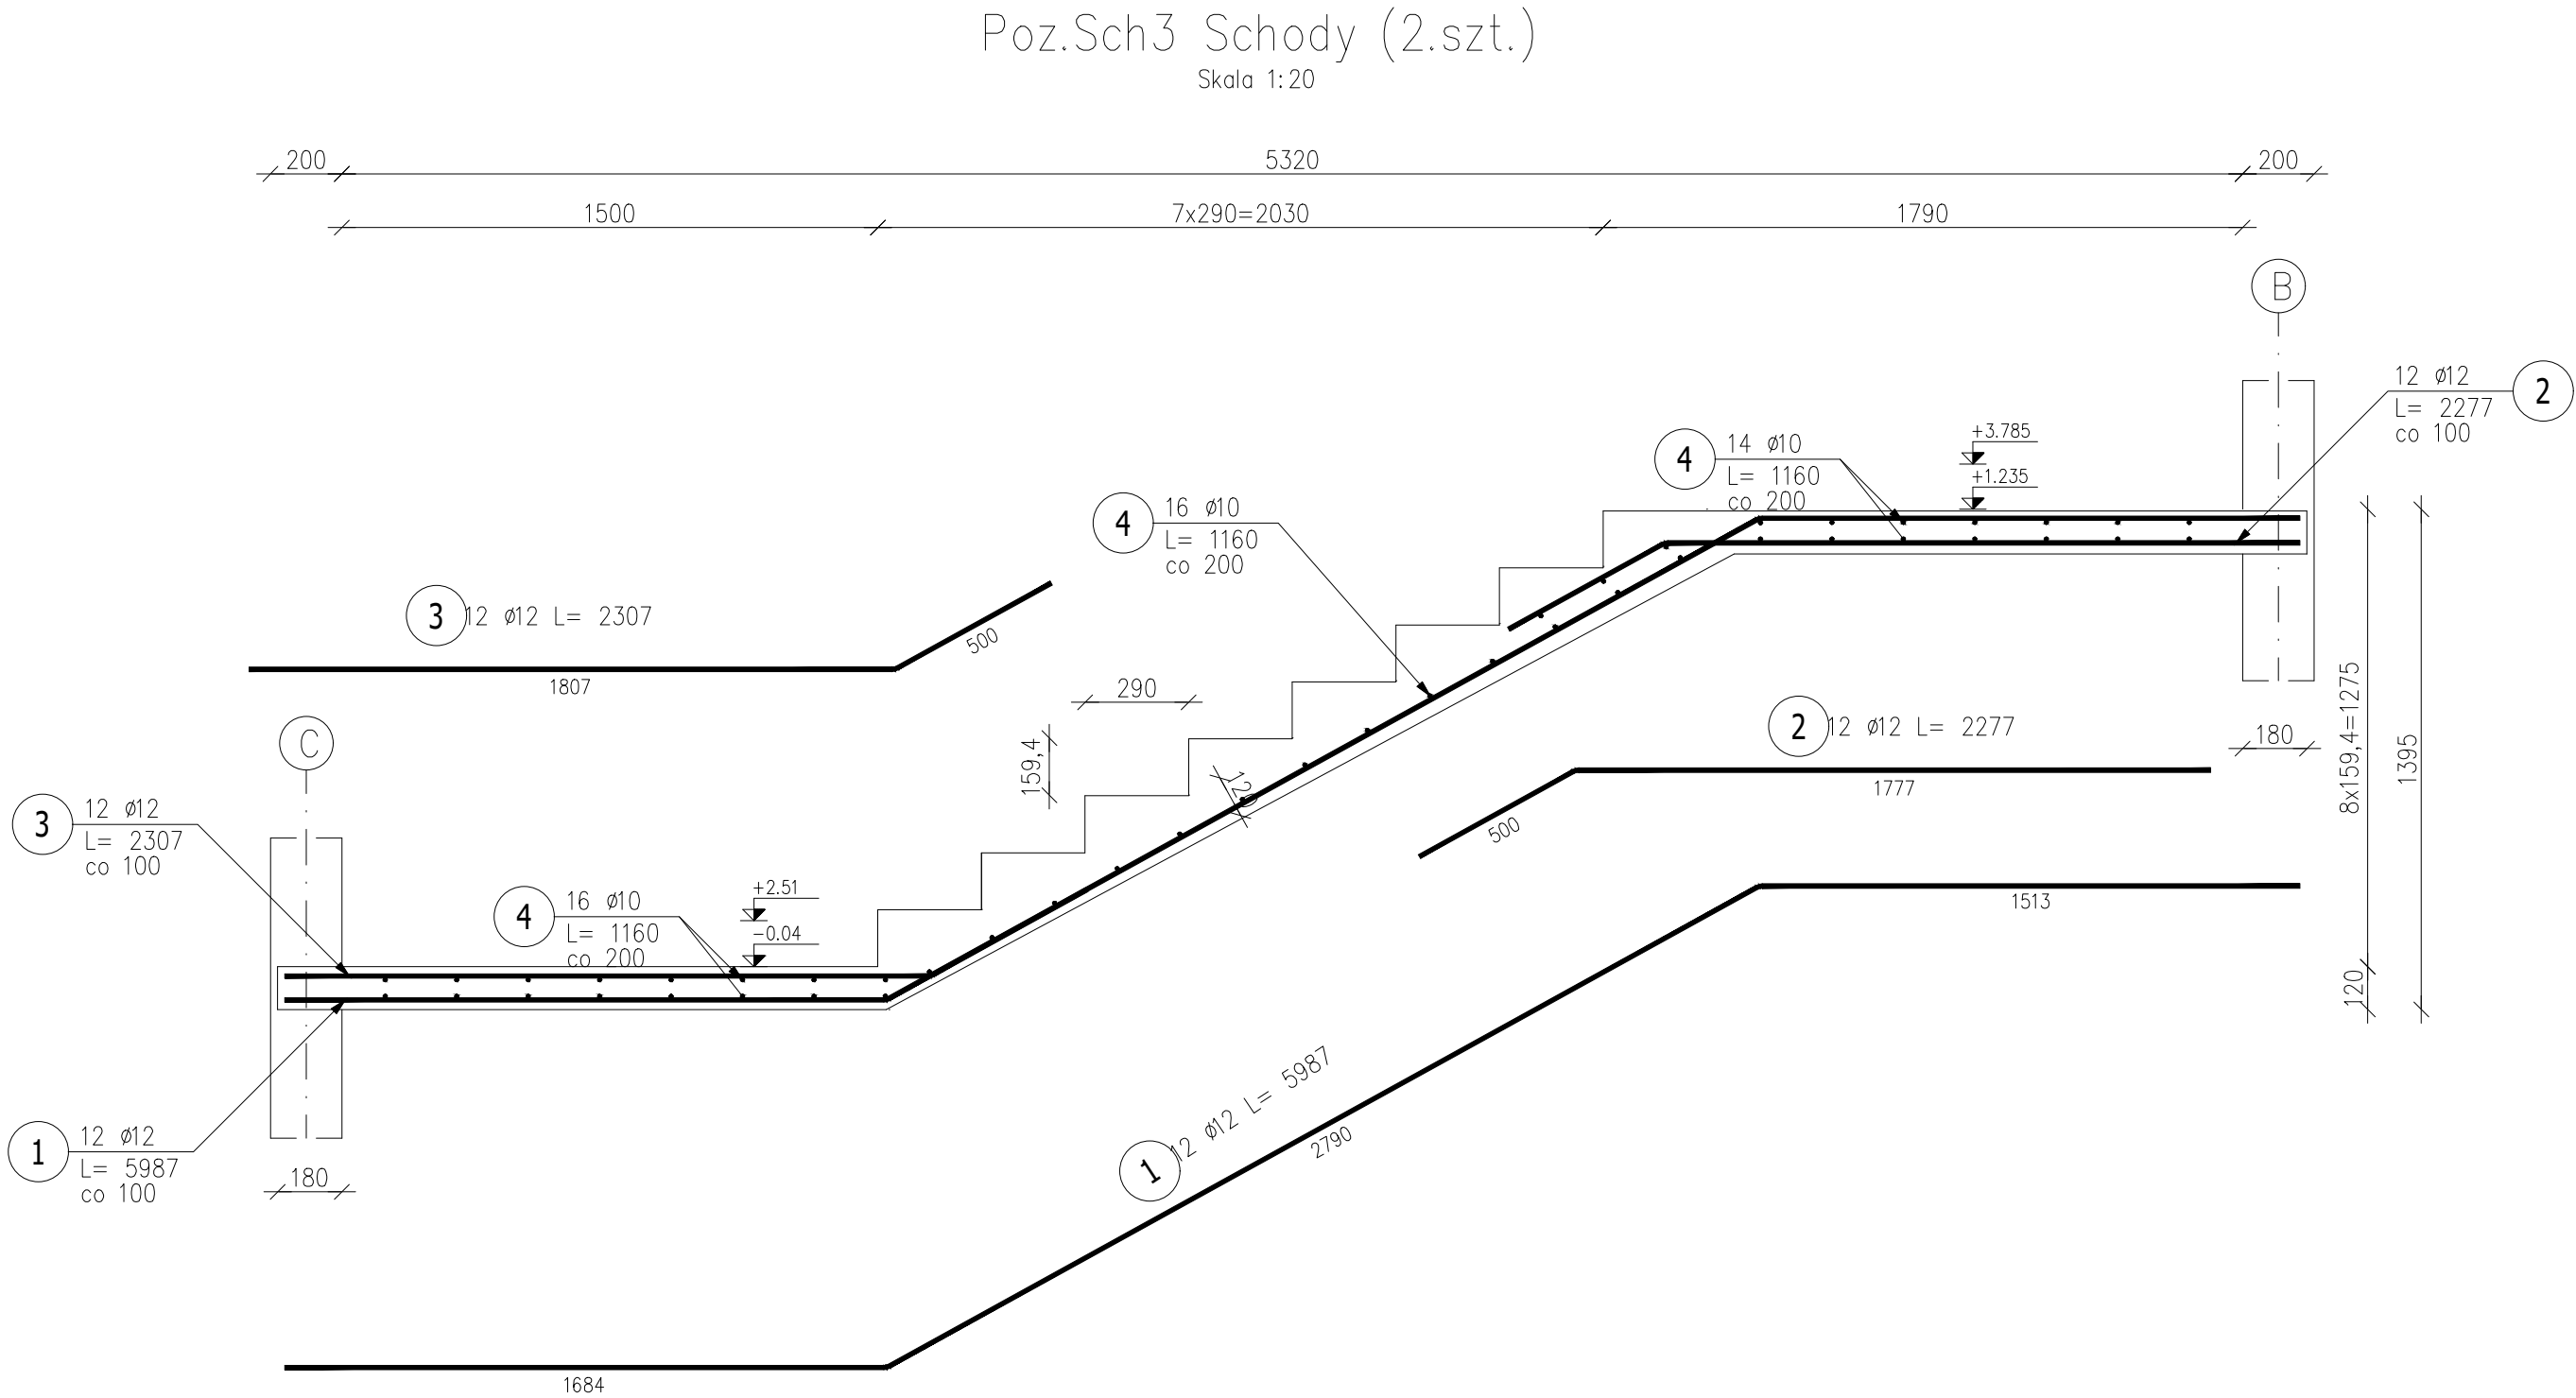 Poz.Sch3 Schody (2.szt.)
Skala 1:20
200
5320
200
1500
7x290=2030
1790
B
12 ø12
L= 2277
co 100
2
4
14 ø10
L= 1160
co 200
+3.785
+1.235
4
16 ø10
L= 1160
co 200
3
12 ø12 L= 2307
500
1807
290
159,4
120
2
12 ø12 L= 2277
1777
500
180
8x159,4=1275
1395
120
C
3
12 ø12
L= 2307
co 100
4
16 ø10
L= 1160
co 200
+2.51
-0.04
1513
1
12 ø12
L= 5987
co 100
180
1
12 ø12 L= 5987
2790
1684